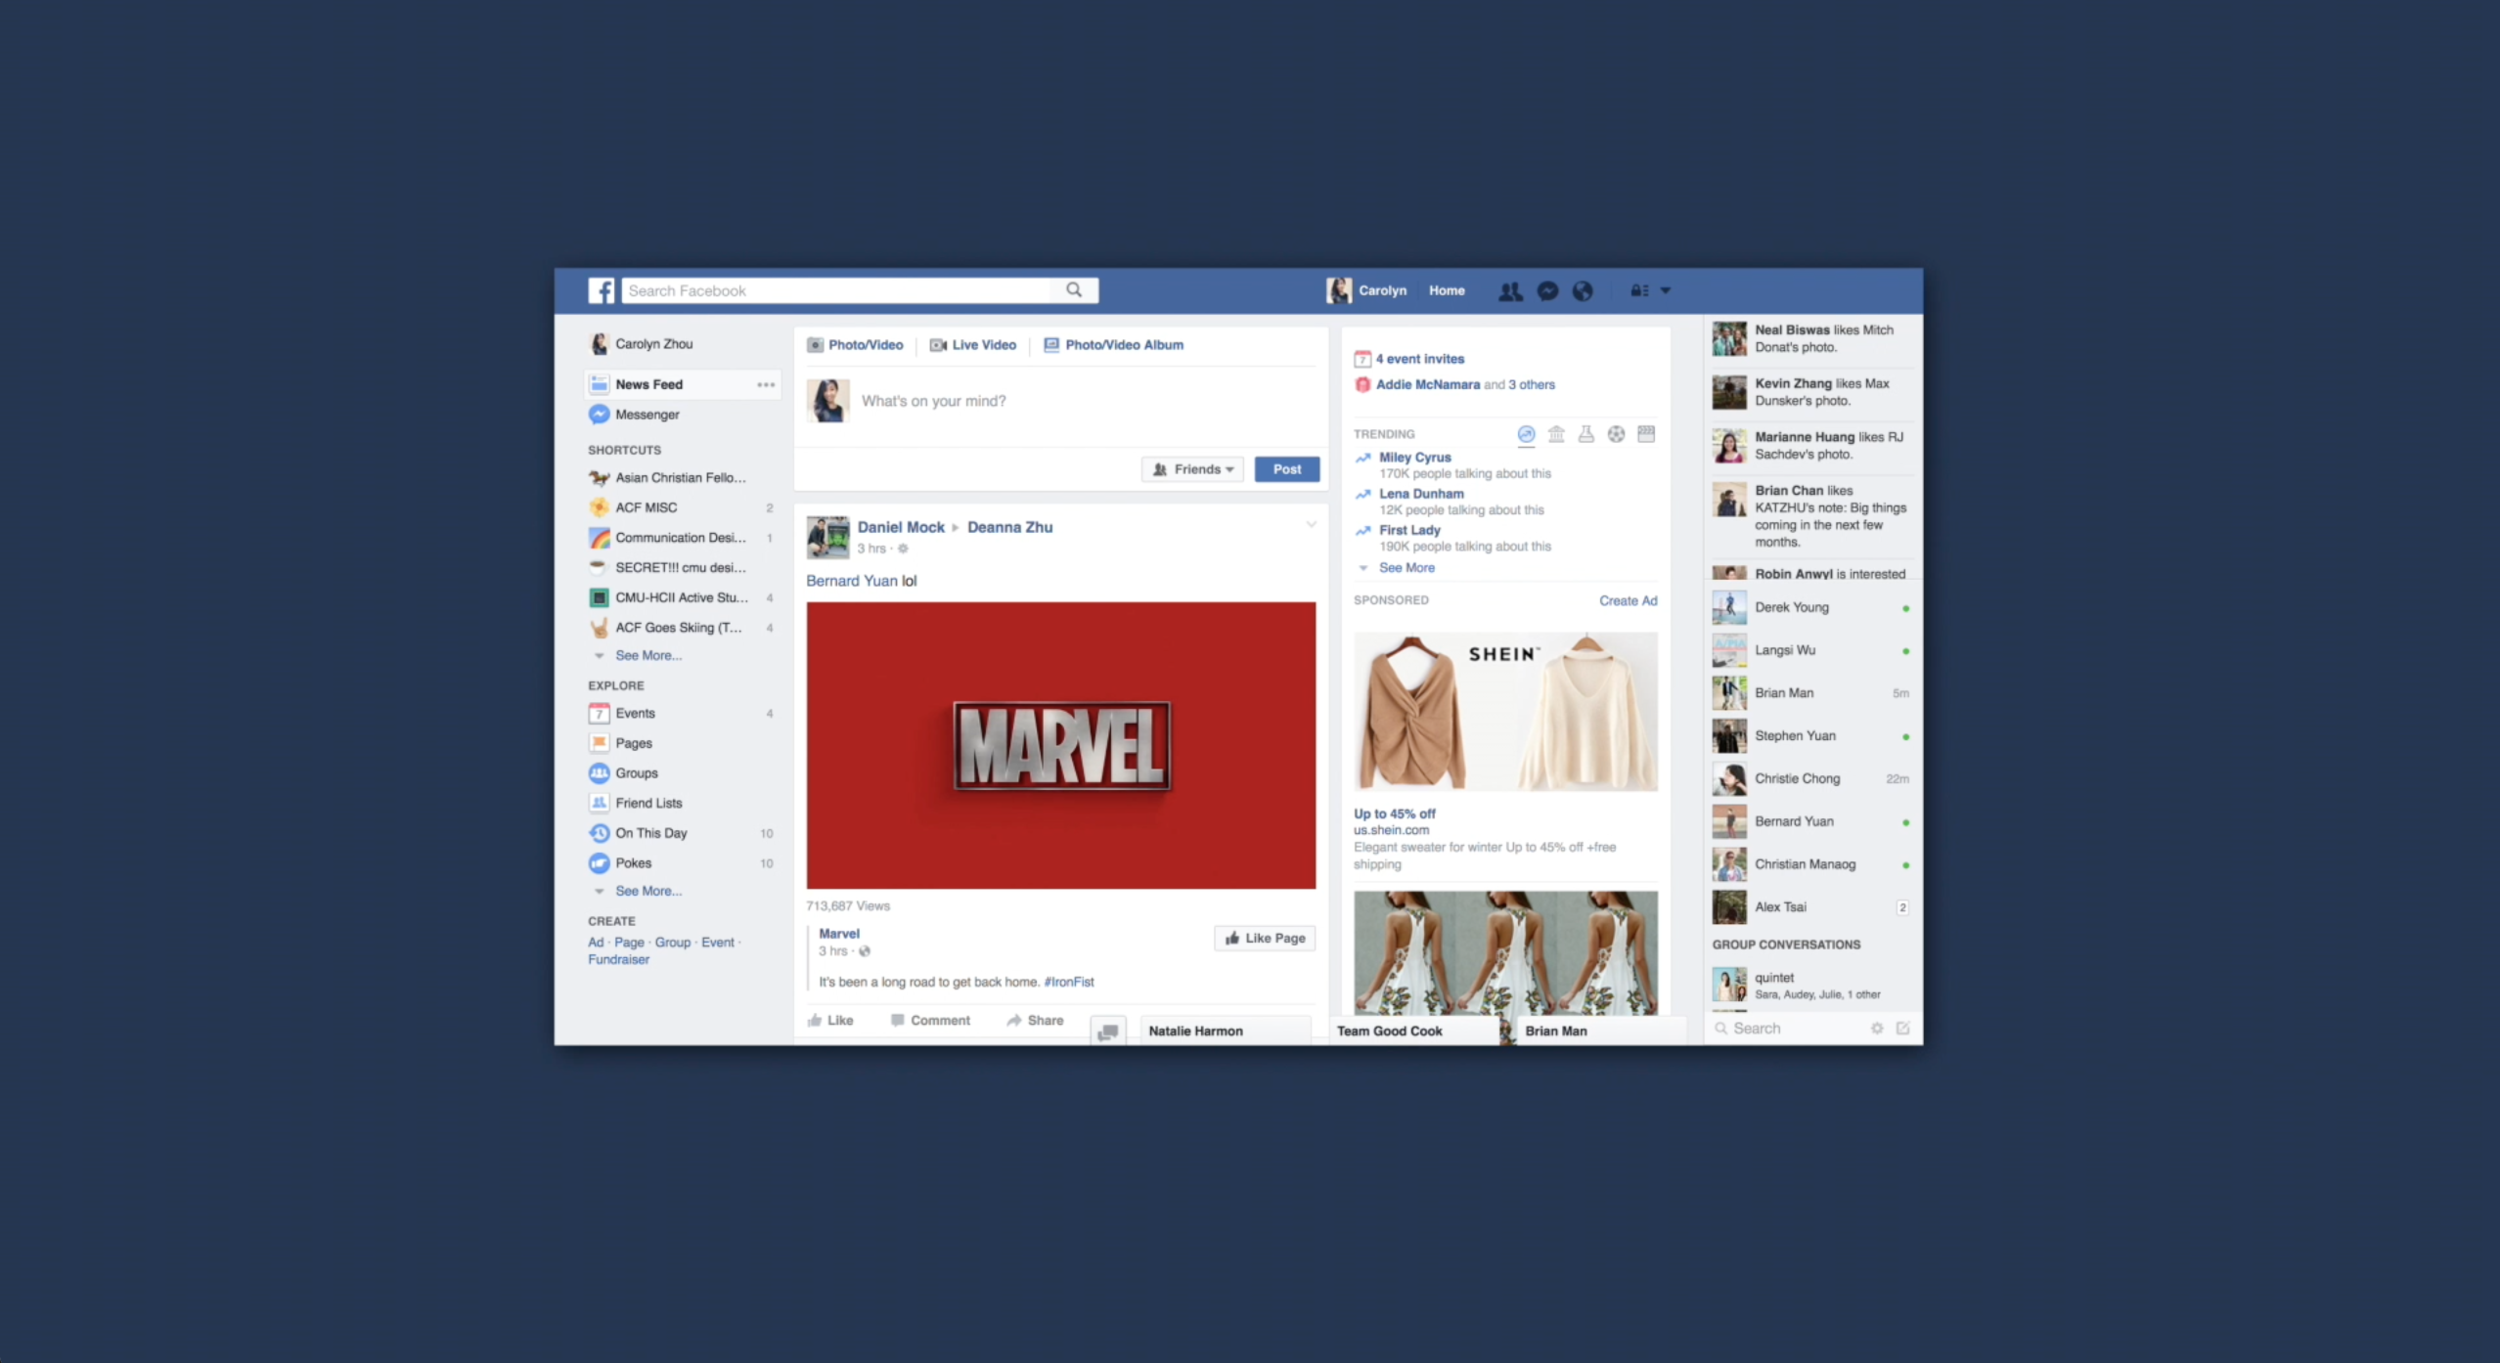 Search Facebook
Carolyn
Home
Carolyn Zhou
News Feed
Messenger
SHORTCUTS
Asian Christian Fello...
ACF MISC 2
Communication Desi... 1
SECRET!!! cmu desi...
CMU-HCII Active Stu... 4
ACF Goes Skiing (T... 4
See More...
EXPLORE
7 Events 4
Pages
Groups
Friend Lists
On This Day 10
Pokes 10
See More...
CREATE
Ad · Page · Group · Event ·
Fundraiser
Photo/Video
Live Video
Photo/Video Album
What's on your mind?
Friends
Post
Daniel Mock
Deanna Zhu
3 hrs ·
Bernard Yuan lol
MARVEL
713,687 Views
Marvel
3 hrs ·
Like Page
It's been a long road to get back home. #IronFist
Like
Comment
Share
Natalie Harmon
Team Good Cook
Brian Man
7 4 event invites
Addie McNamara and 3 others
TRENDING
Miley Cyrus
170K people talking about this
Lena Dunham
12K people talking about this
First Lady
190K people talking about this
See More
SPONSORED
Create Ad
SHEIN
Up to 45% off
us.shein.com
Elegant sweater for winter Up to 45% off +free
shipping
Neal Biswas likes Mitch
Donat's photo.
Kevin Zhang likes Max
Dunsker's photo.
Marianne Huang likes RJ
Sachdev's photo.
Brian Chan likes
KATZHU's note: Big things
coming in the next few
months.
Robin Anwyl is interested
Derek Young
Langsi Wu
Brian Man 5m
Stephen Yuan
Christie Chong 22m
Bernard Yuan
Christian Manaog
Alex Tsai 2
GROUP CONVERSATIONS
quintet
Sara, Audey, Julie, 1 other
Search